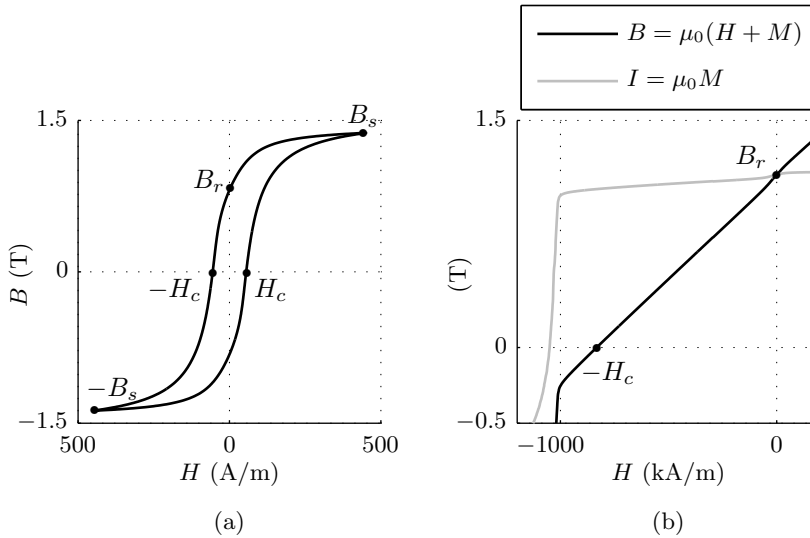 B = μ₀(H + M)
I = μ₀M
1.5
B_s
B_r
0
−H_c
H_c
−B_s
−1.5
500
0
500
B (T)
H (A/m)
(a)
1.5
B_r
0
−H_c
−0.5
−1000
0
(T)
H (kA/m)
(b)